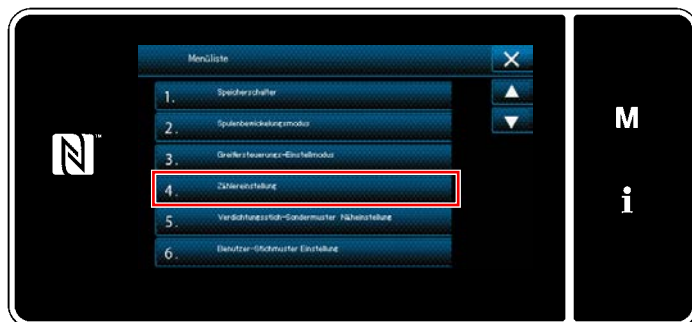 Menüliste
1. Speicherschalter
2. Spulenbewickelungsmodus
3. Greifersteuerungs-Einstellmodus
4. Zählereinstellung
5. Verdichtungsstich-Sondermuster Näheinstellung
6. Benutzer-Stichmuster Einstellung
M
i